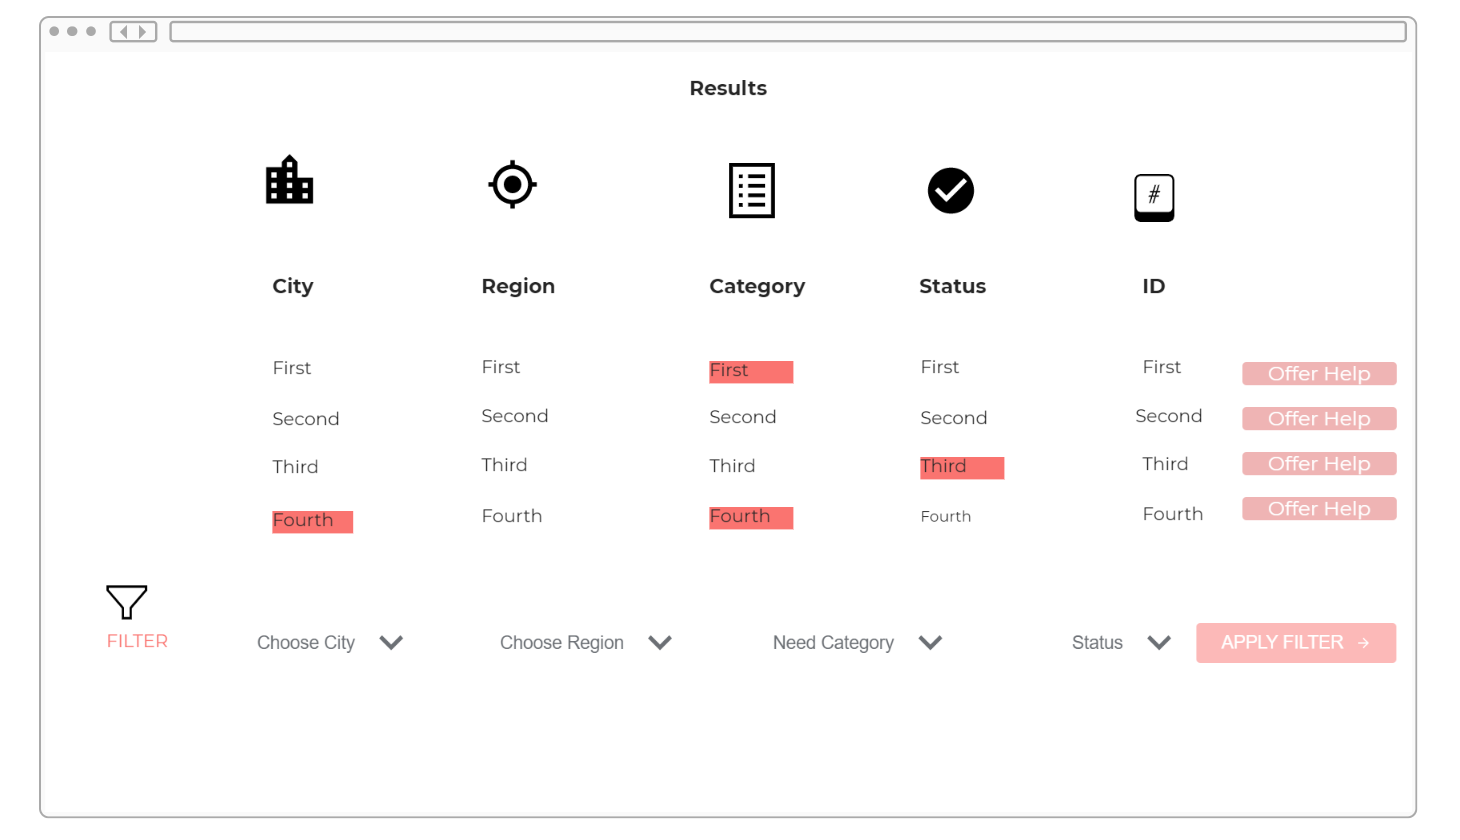 Results
#
City Region Category Status ID
First First First First First Offer Help
Second Second Second Second Second Offer Help
Third Third Third Third Third Offer Help
Fourth Fourth Fourth Fourth Fourth Offer Help
FILTER Choose City Choose Region Need Category Status APPLY FILTER →